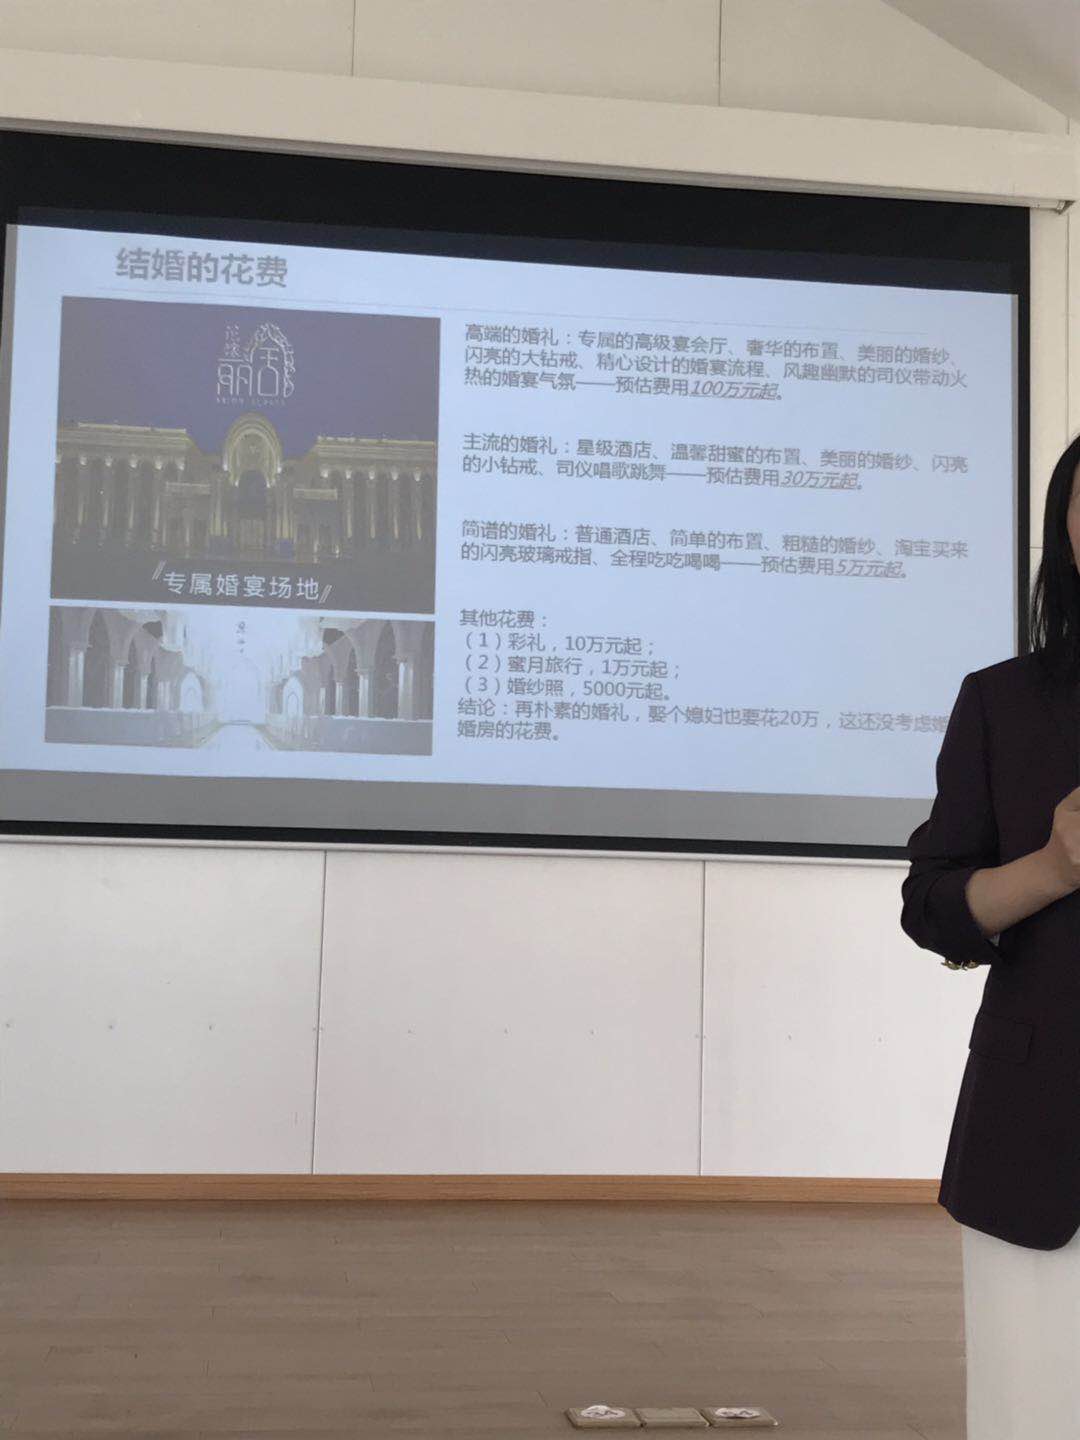 结婚的花费
花嫁
丽舍
专属婚宴场地
高端的婚礼：专属的高级宴会厅、奢华的布置、美丽的婚纱、
闪亮的大钻戒、精心设计的婚宴流程、风趣幽默的司仪带动火
热的婚宴气氛——预估费用100万元起。
主流的婚礼：星级酒店、温馨甜蜜的布置、美丽的婚纱、闪亮
的小钻戒、司仪唱歌跳舞——预估费用30万元起。
简谱的婚礼：普通酒店、简单的布置、粗糙的婚纱、淘宝买来
的闪亮玻璃戒指、全程吃吃喝喝——预估费用5万元起。
其他花费：
（1）彩礼，10万元起；
（2）蜜月旅行，1万元起；
（3）婚纱照，5000元起。
结论：再朴素的婚礼，娶个媳妇也要花20万，这还没考虑婚
婚房的花费。